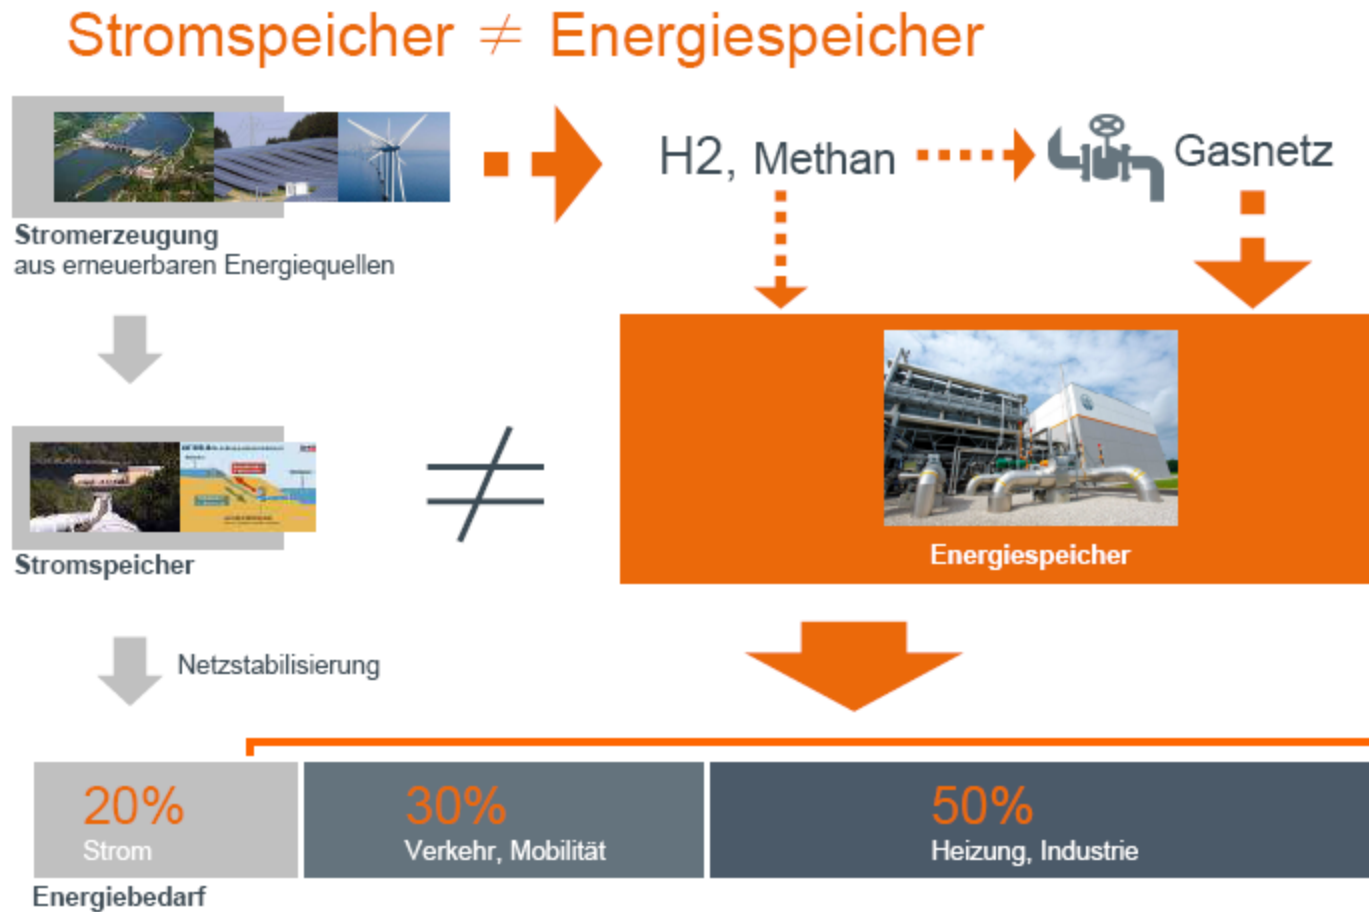 Stromspeicher ≠ Energiespeicher
H2, Methan
Gasnetz
Stromerzeugung
aus erneuerbaren Energiequellen
Stromspeicher
≠
Energiespeicher
Netzstabilisierung
20%
Strom
30%
Verkehr, Mobilität
50%
Heizung, Industrie
Energiebedarf